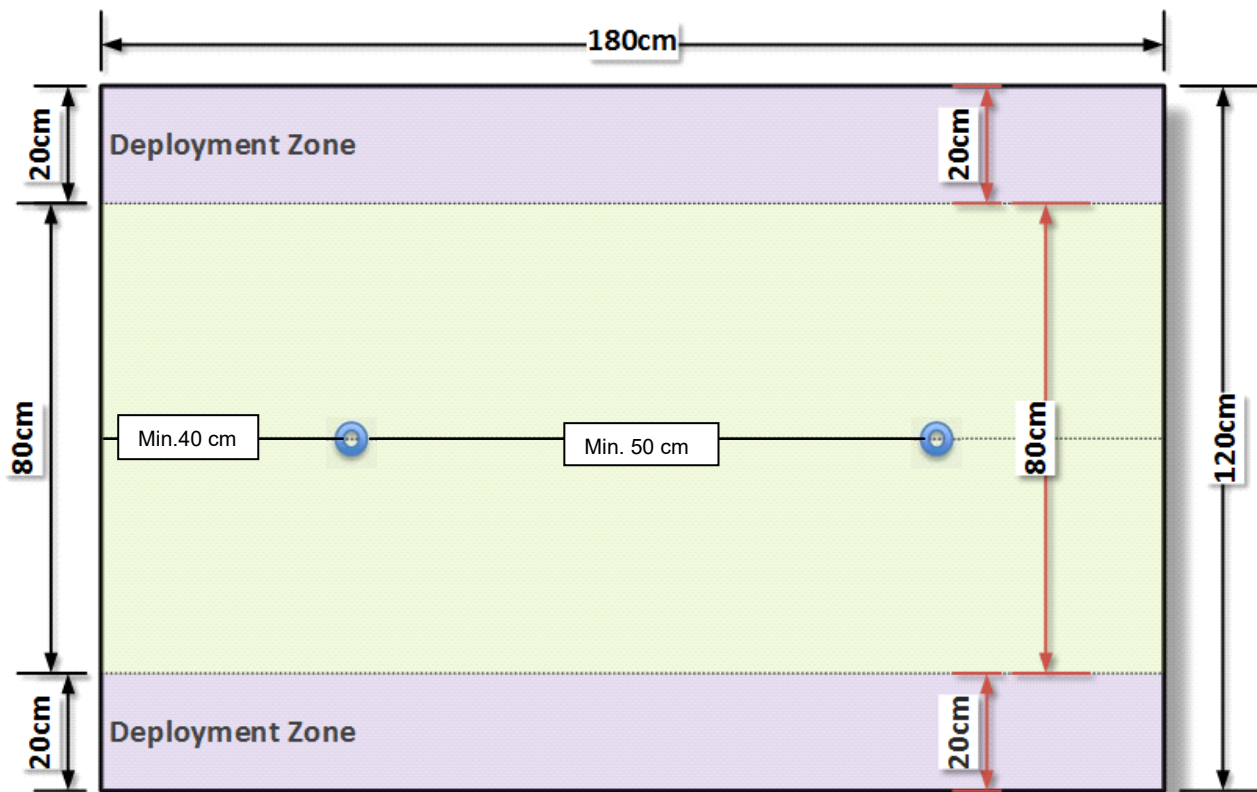 180cm
20cm
Deployment Zone
20cm
80cm
Min.40 cm
Min. 50 cm
80cm
120cm
20cm
Deployment Zone
20cm